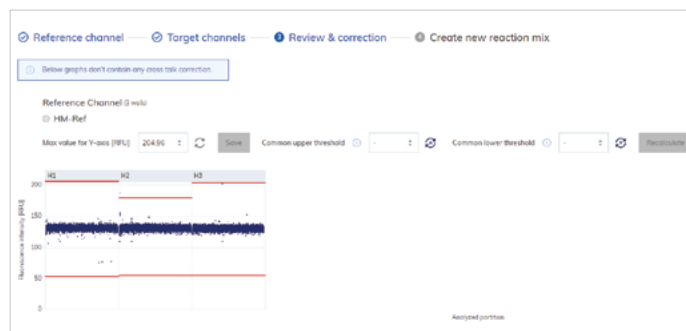 Reference channel Target channels 3 Review & correction 4 Create new reaction mix
Below graphs don't contain any cross talk correction.
Reference Channel (3 wells)
HM-Ref
Max value for Y-axis [RFU] 204.96 Save Common upper threshold - Common lower threshold - Recalculate
H1 H2 H3
200
150
100
50
0
Fluorescence intensity [RFU]
Analyzed partitions